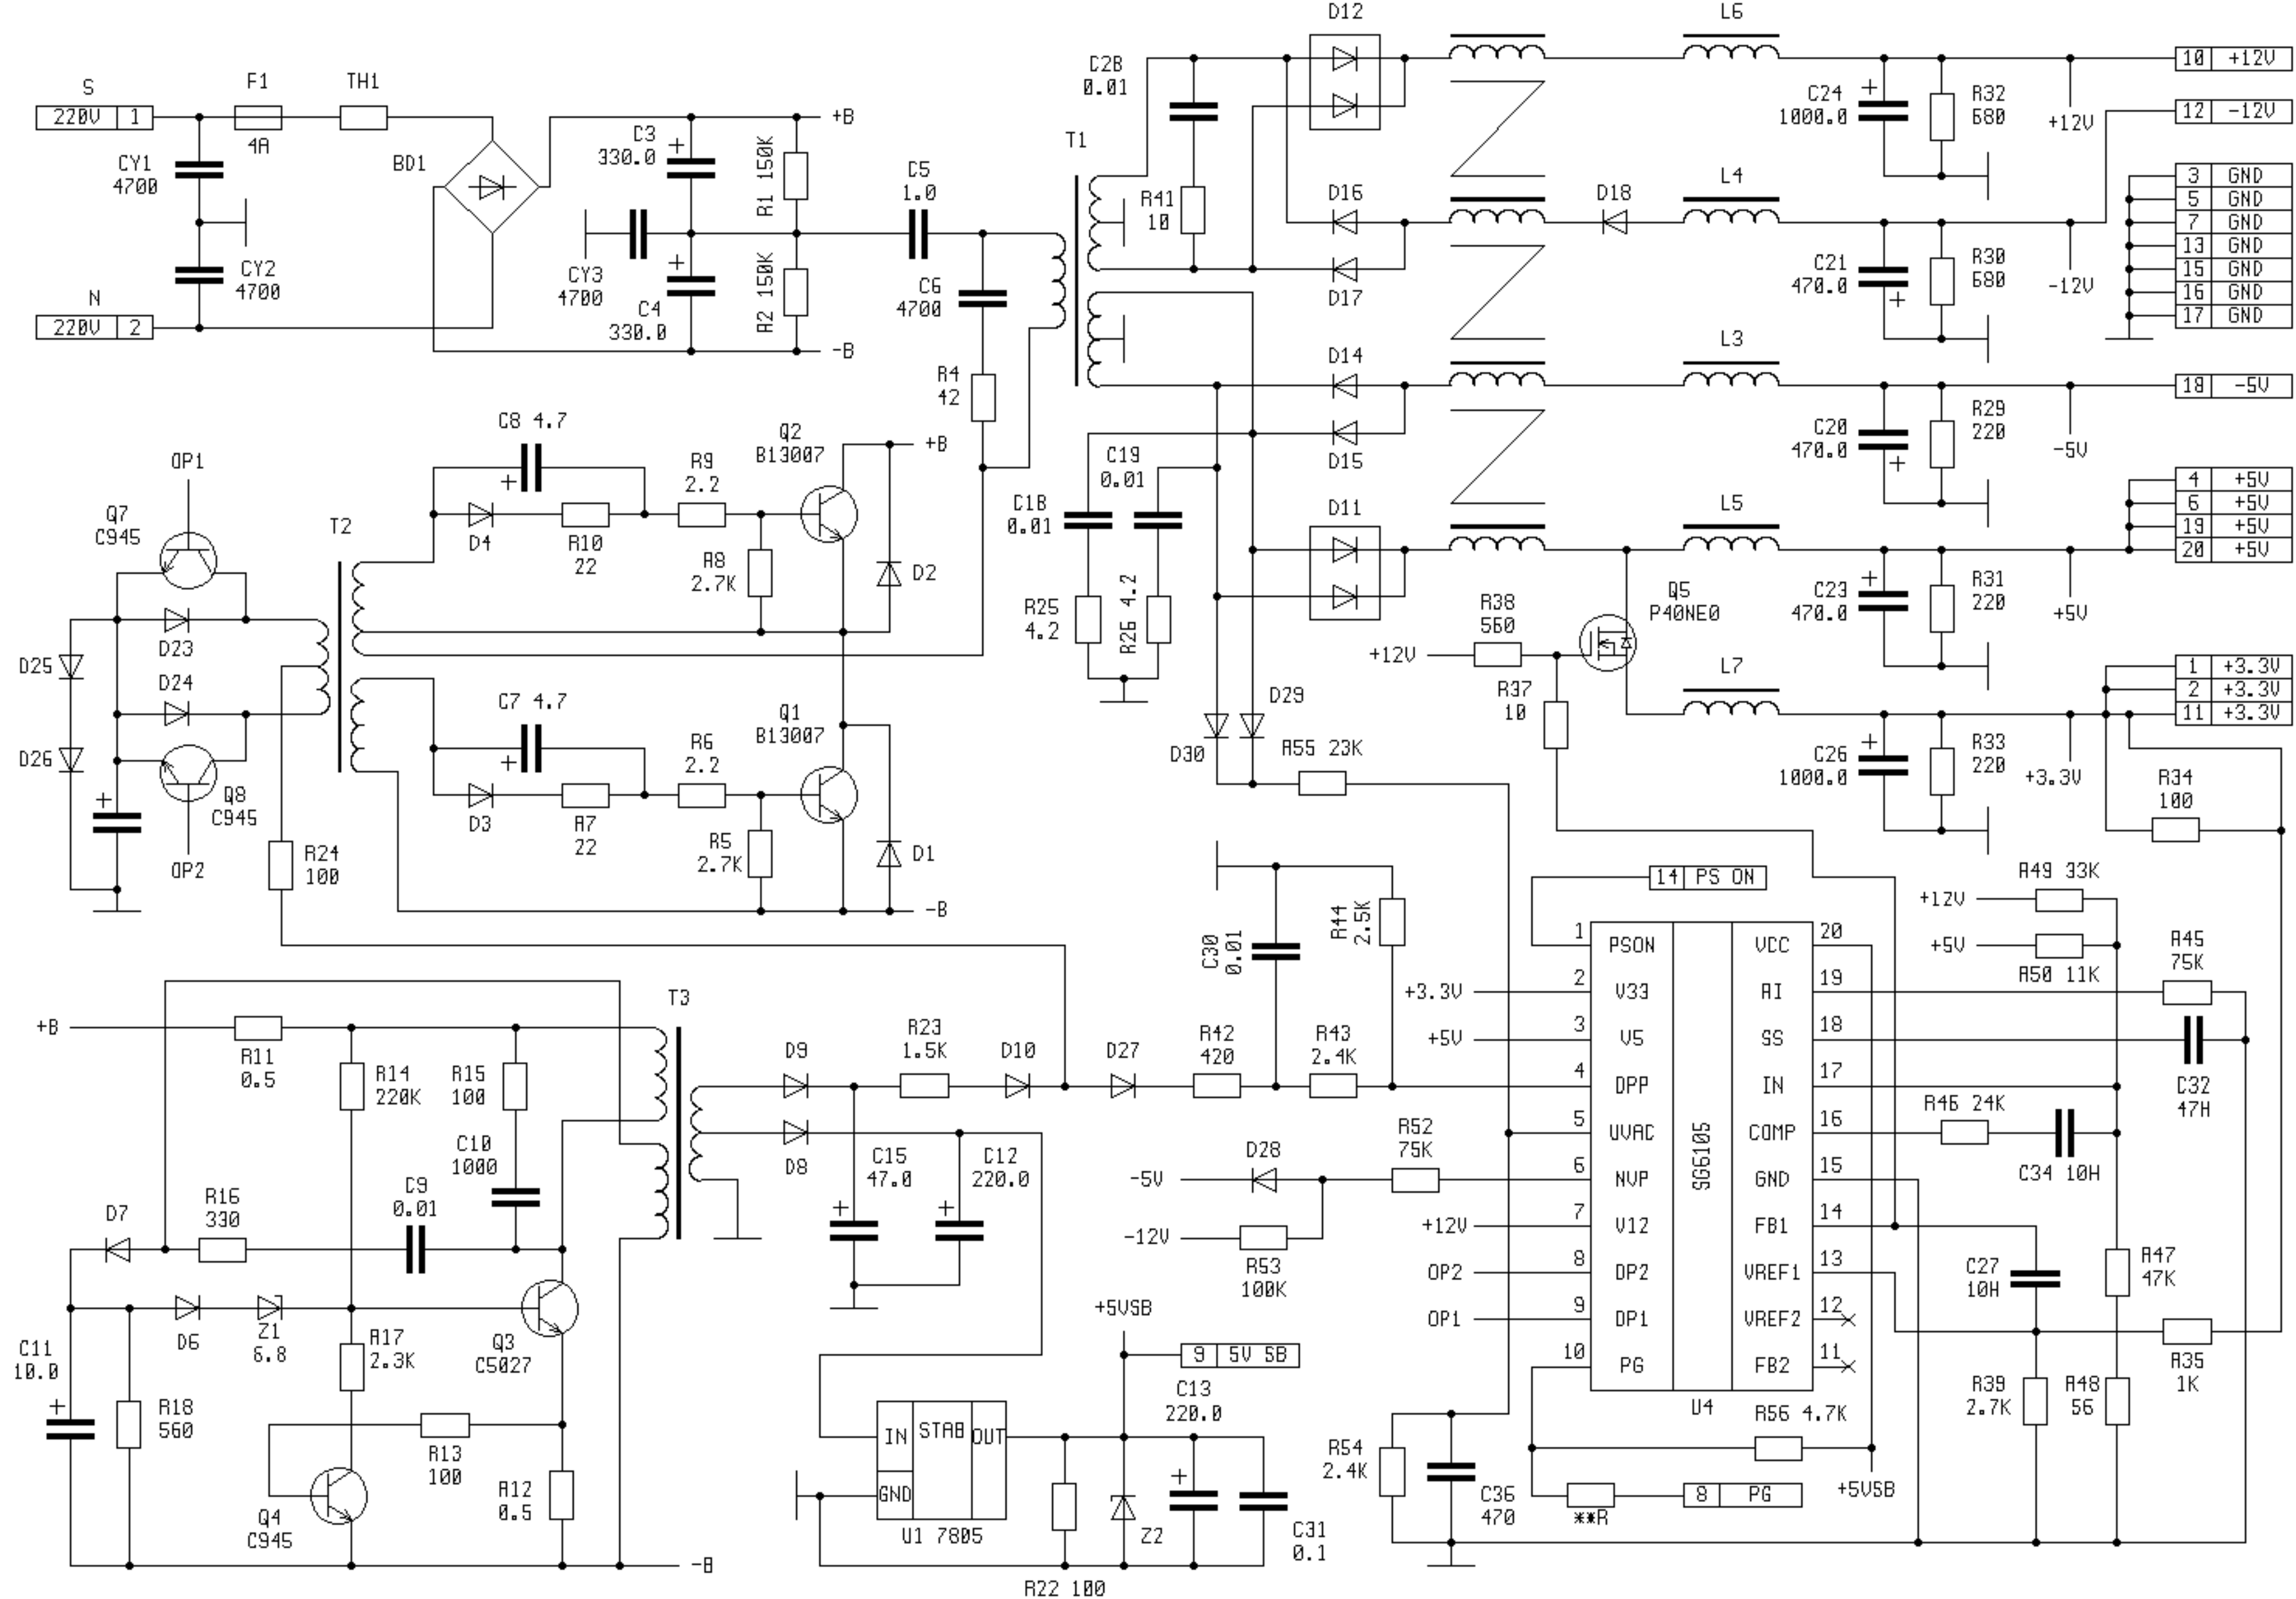 S
220V 1
F1
4A
TH1
CY1
4700
CY2
4700
N
220V 2
BD1
C3
330.0
R1 150K
+B
CY3
4700
C4
330.0
R2 150K
-B
C5
1.0
C6
4700
R4
42
T1
C28
0.01
R41
10
D12
L6
C24
1000.0
R32
680
+12V
10 +12V
12 -12V
D16
D17
D18
L4
C21
470.0
R30
680
-12V
3 GND
5 GND
7 GND
13 GND
15 GND
16 GND
17 GND
D14
D15
L3
C20
470.0
R29
220
-5V
18 -5V
C19
0.01
C18
0.01
R25
4.2
R26 4.2
D11
L5
C23
470.0
R31
220
+5V
4 +5V
6 +5V
19 +5V
20 +5V
Q5
P40NE0
R38
560
+12V
R37
10
L7
C26
1000.0
R33
220
+3.3V
1 +3.3V
2 +3.3V
11 +3.3V
R34
100
D29
D30
R55 23K
OP1
Q7
C945
D23
D24
D25
D26
Q8
C945
OP2
T2
R24
100
C8 4.7
D4
R10
22
R9
2.2
R8
2.7K
Q2
B13007
+B
D2
C7 4.7
D3
R7
22
R6
2.2
R5
2.7K
Q1
B13007
D1
-B
+B
R11
0.5
R14
220K
R15
100
C10
1000
T3
D7
R16
330
C9
0.01
D6
Z1
6.8
R17
2.3K
Q3
C5027
C11
10.0
R18
560
R13
100
R12
0.5
Q4
C945
-B
D9
D8
R23
1.5K
D10
D27
C15
47.0
C12
220.0
R42
420
R43
2.4K
C30
0.01
R44
2.5K
+5VSB
9 5V SB
IN STAB OUT
GND
U1 7805
R22 100
Z2
C13
220.0
C31
0.1
14 PS ON
1 PSON VCC 20
+3.3V 2 V33 RI 19
+5V 3 V5 SS 18
4 DPP IN 17
5 UVAC COMP 16
6 NVP GND 15
+12V 7 V12 FB1 14
OP2 8 OP2 VREF1 13
OP1 9 OP1 VREF2 12
10 PG FB2 11
SG6105
U4
D28
-5V
-12V
R52
75K
R53
100K
R54
2.4K
C36
470
R56 4.7K
+5VSB
**R
8 PG
R49 33K
+12V
+5V
R50 11K
R45
75K
C32
47H
R46 24K
C34 10H
C27
10H
R47
47K
R35
1K
R39
2.7K
R48
56